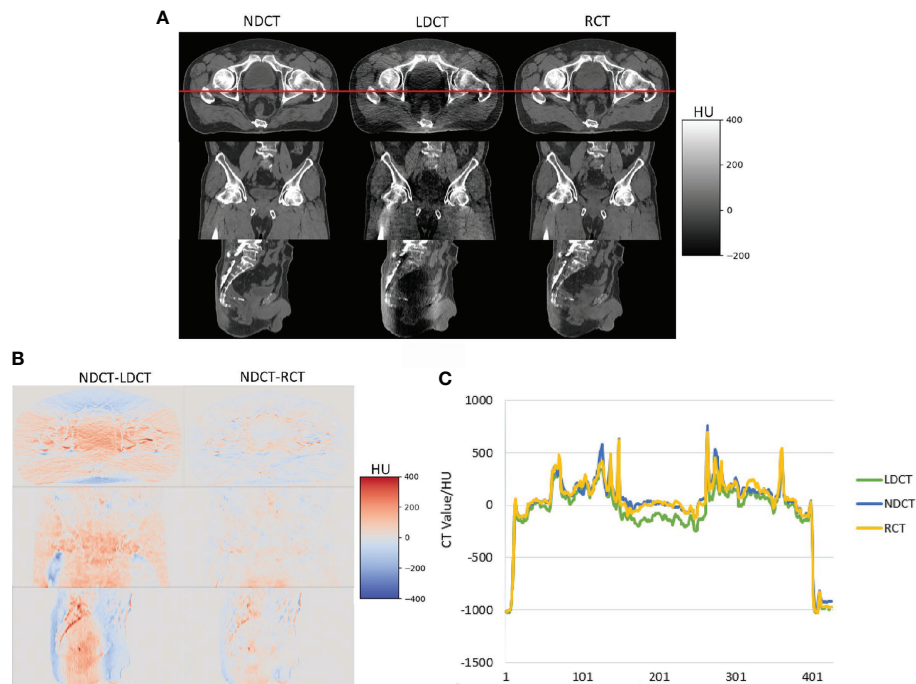 A
NDCT
LDCT
RCT
HU
400
200
0
−200
B
NDCT-LDCT
NDCT-RCT
HU
400
200
0
−200
−400
C
1000
500
0
-500
-1000
-1500
CT Value/HU
1
101
201
301
401
LDCT
NDCT
RCT